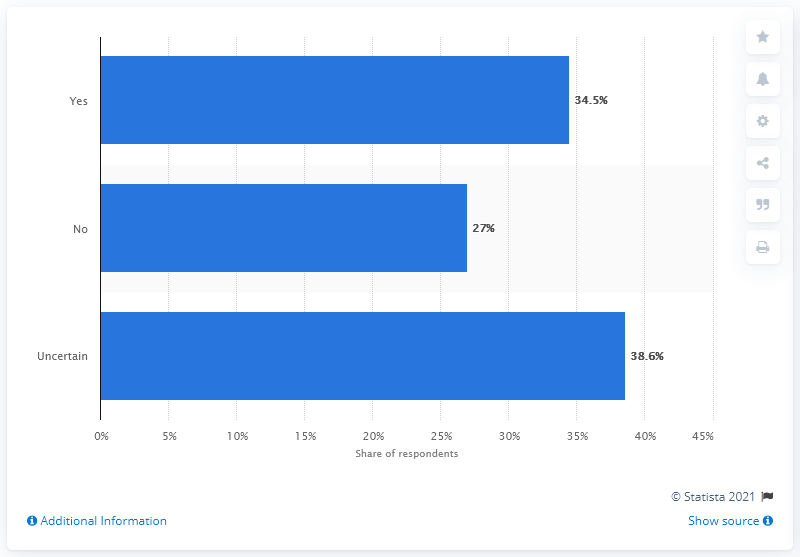 Yes
34.5%
No
27%
Uncertain
38.6%
0% 5% 10% 15% 20% 25% 30% 35% 40% 45%
Share of respondents
© Statista 2021
Additional Information
Show source